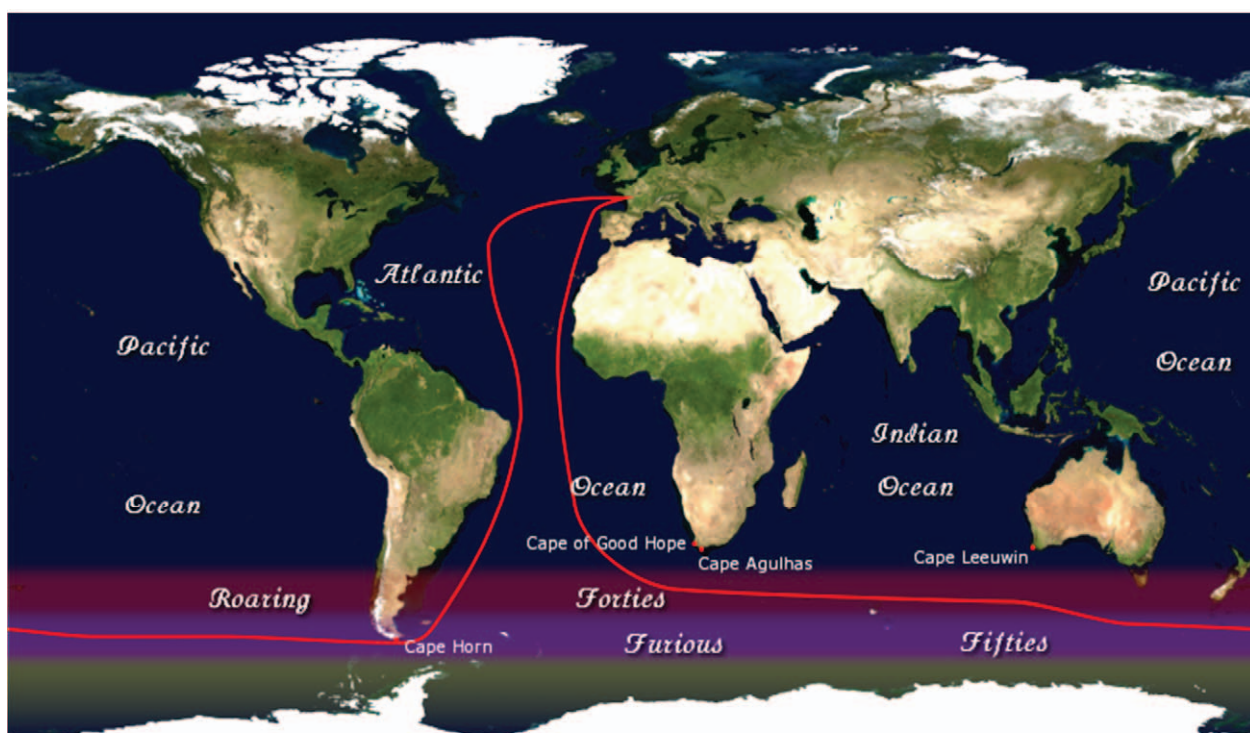 Atlantic
Pacific
Pacific
Ocean
Indian
Ocean
Ocean
Ocean
Cape of Good Hope
Cape Agulhas
Cape Leeuwin
Roaring
Forties
Cape Horn
Furious
Fifties